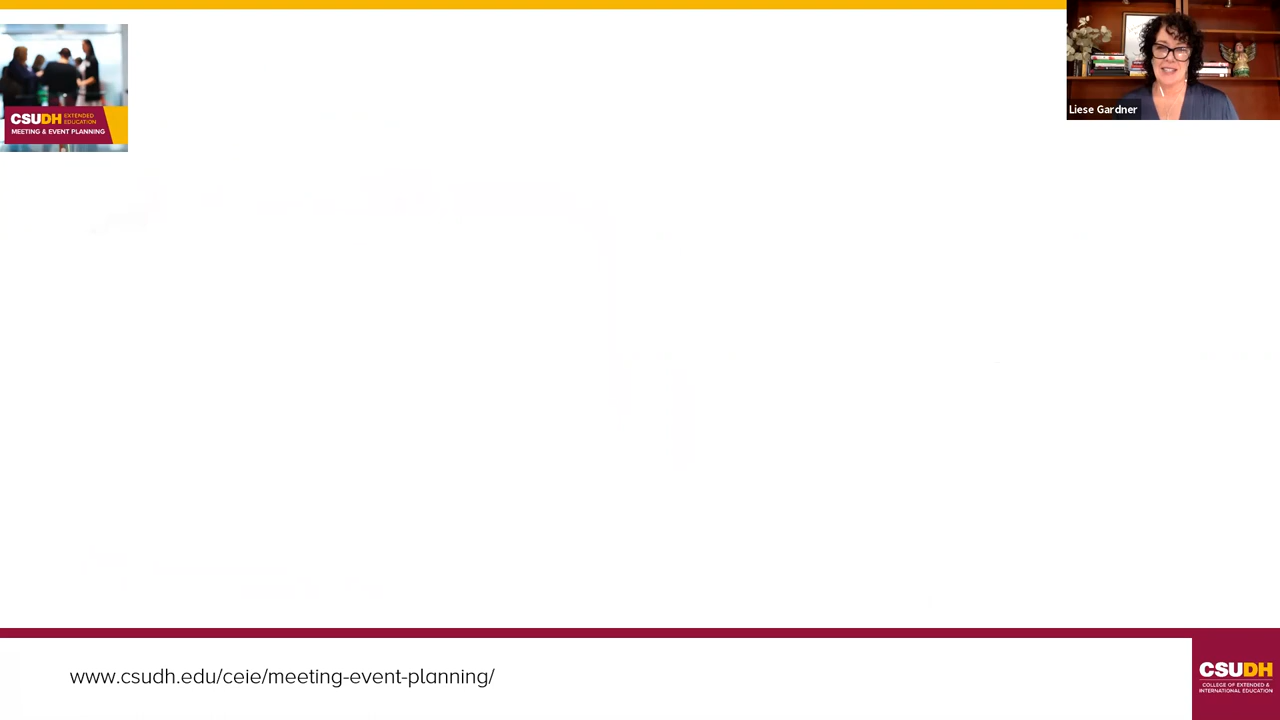 CSUDH EXTENDED EDUCATION
MEETING & EVENT PLANNING
Liese Gardner
www.csudh.edu/ceie/meeting-event-planning/
CSUDH
COLLEGE OF EXTENDED &
INTERNATIONAL EDUCATION